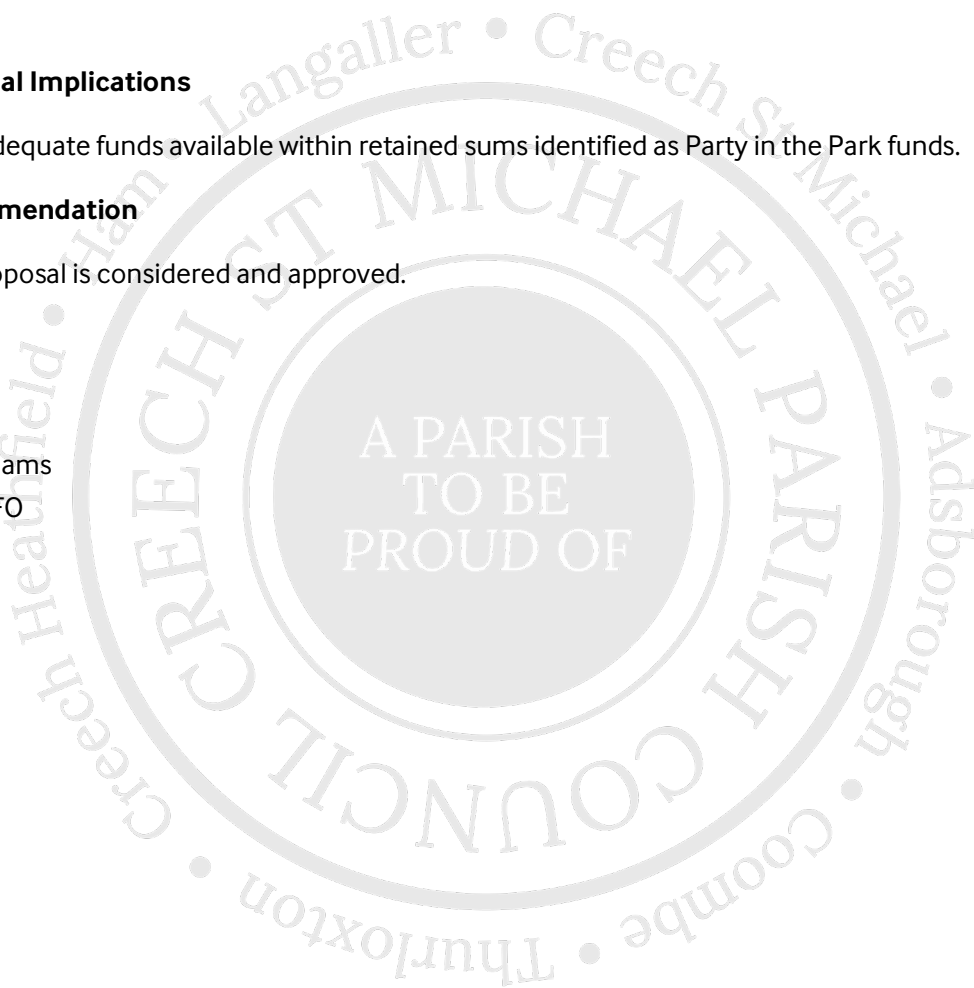 al Implications
dequate funds available within retained sums identified as Party in the Park funds.
mendation
oposal is considered and approved.
ams
FO
CREECH ST MICHAEL PARISH COUNCIL
A PARISH
TO BE
PROUD OF
Creech Heathfield • Ham • Langaller • Creech St Michael • Adsborough • Coombe • Thurloxton •